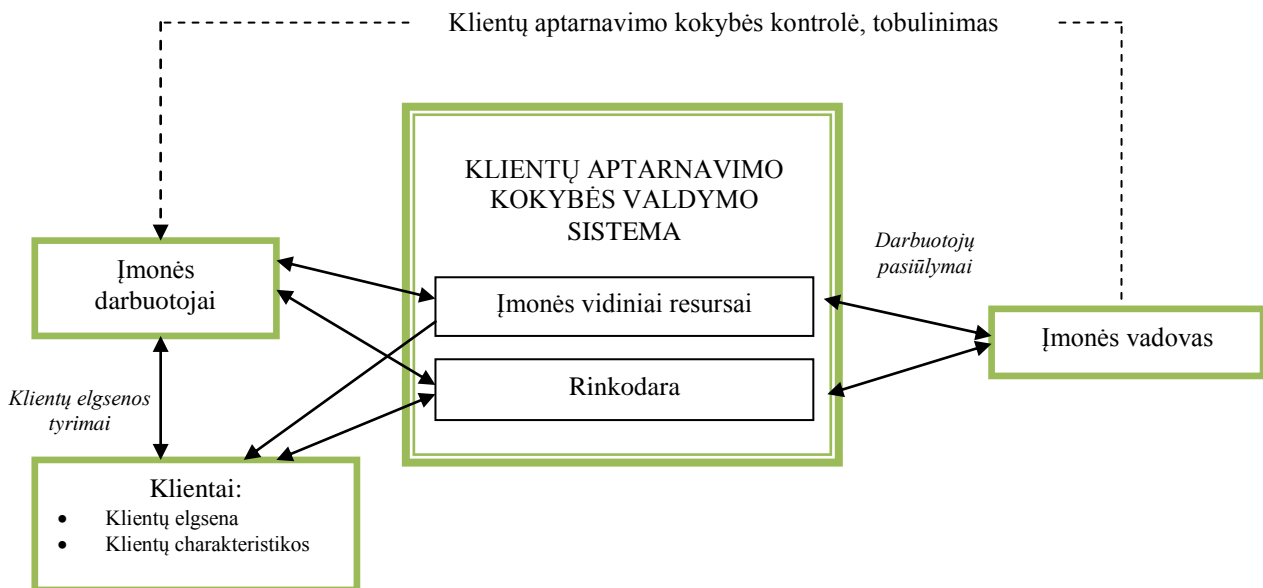 Klientų aptarnavimo kokybės kontrolė, tobulinimas
KLIENTŲ APTARNAVIMO
KOKYBĖS VALDYMO
SISTEMA
Įmonės
darbuotojai
Įmonės vidiniai resursai
Rinkodara
Darbuotojų
pasiūlymai
Įmonės vadovas
Klientų elgsenos
tyrimai
Klientai:
• Klientų elgsena
• Klientų charakteristikos